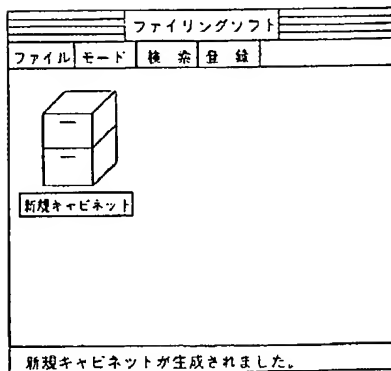 ファイリングソフト
ファイル モード 検索 登録
新規キャビネット
新規キャビネットが生成されました。